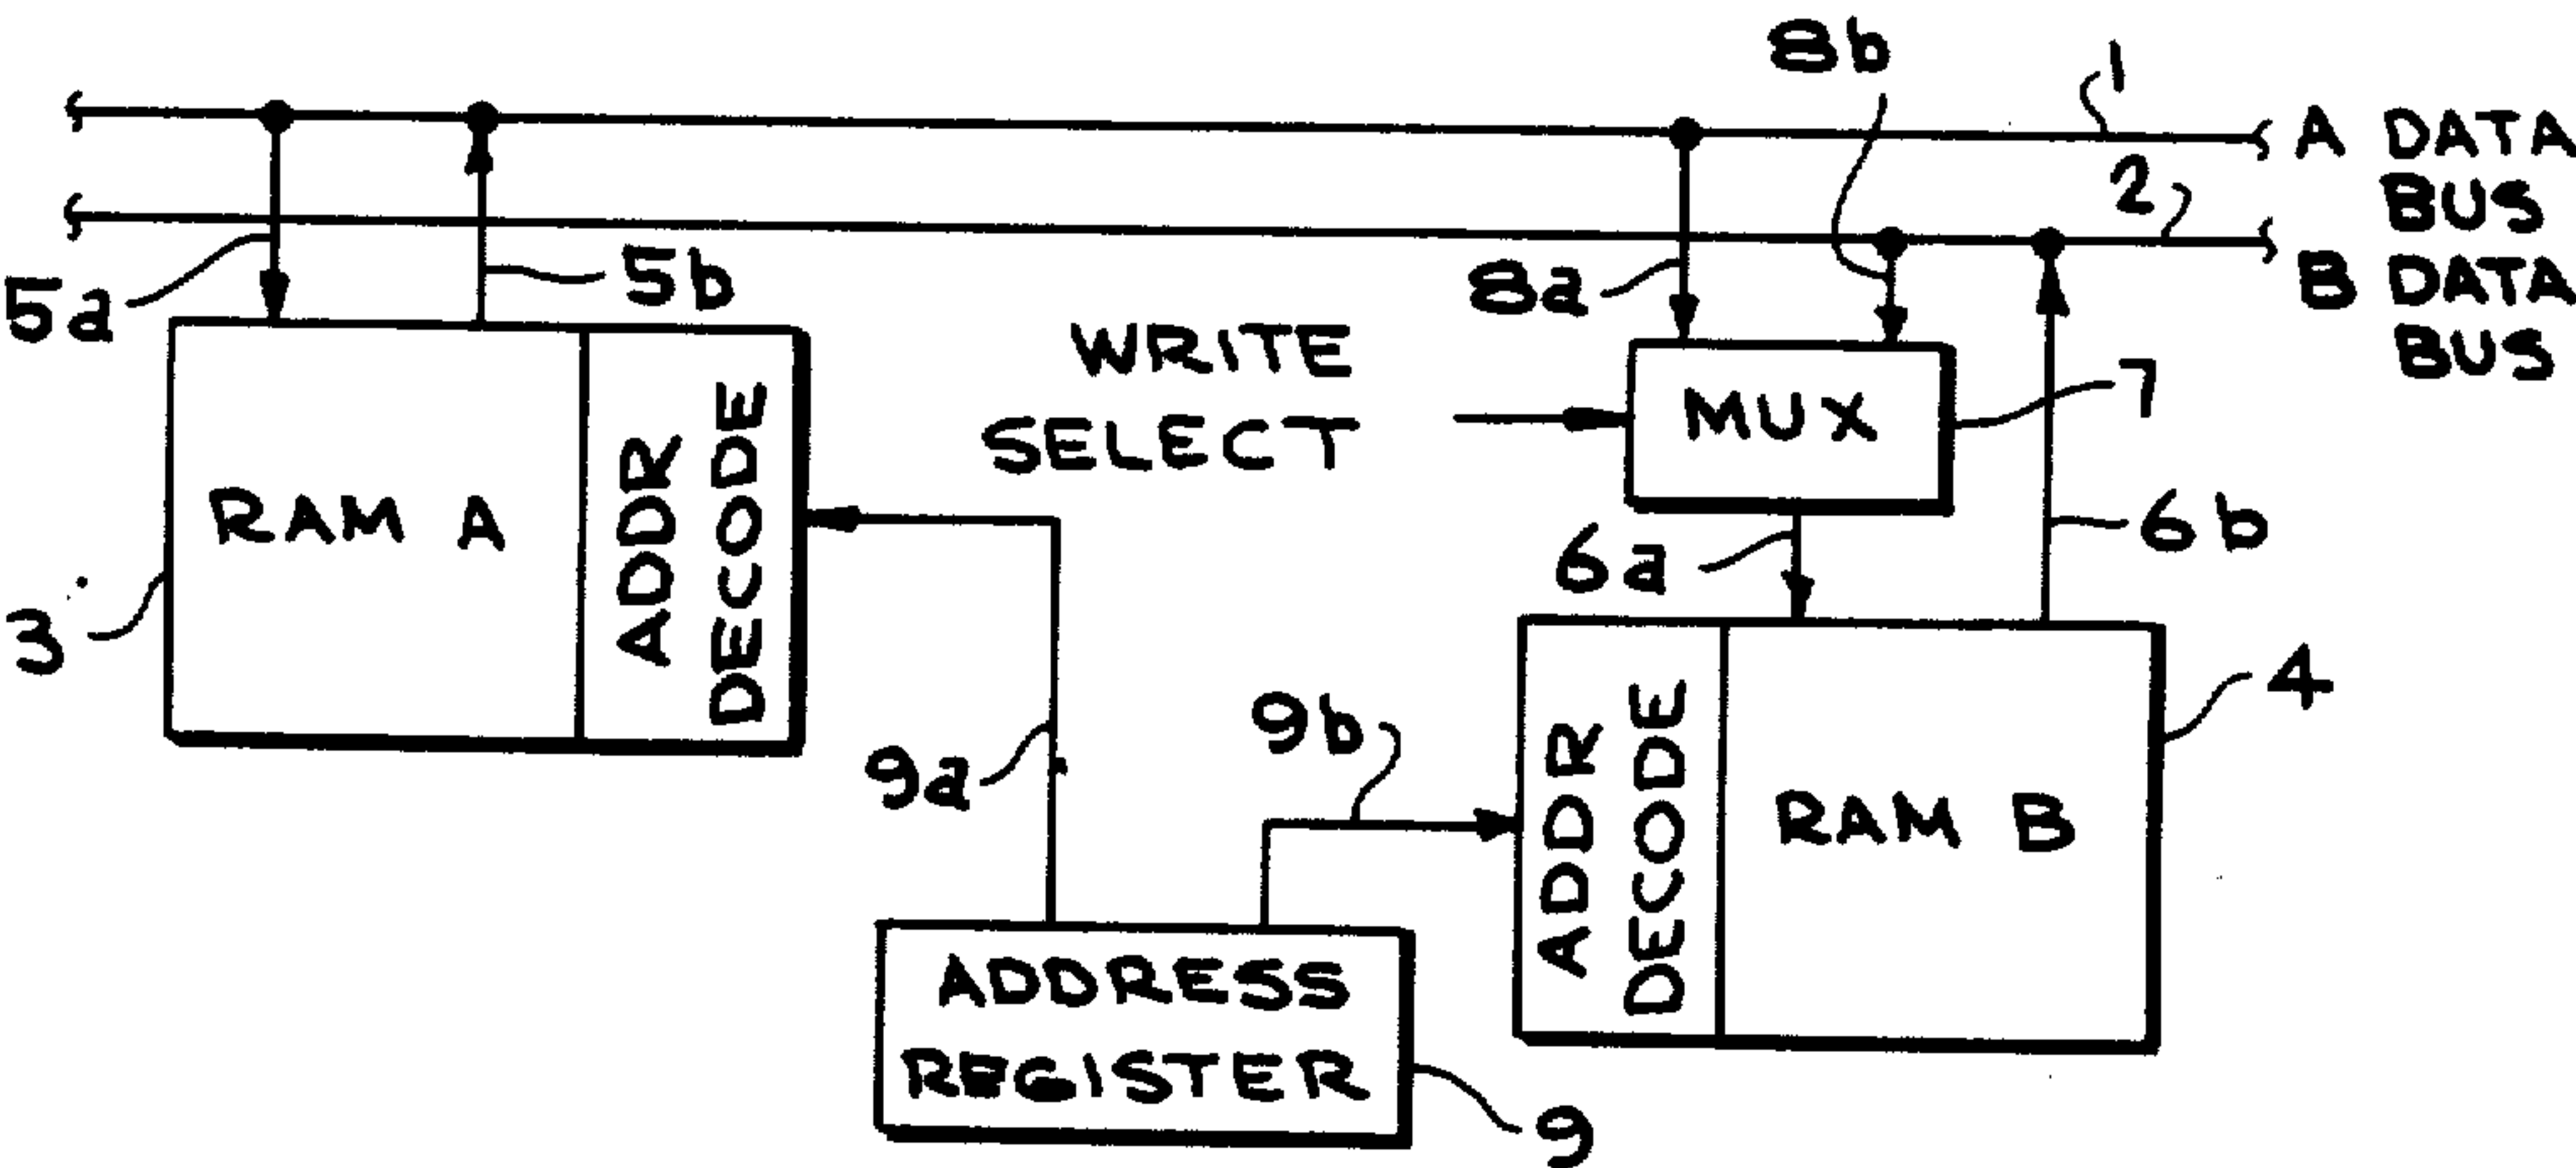 8b
1
A DATA
BUS
2
B DATA
BUS
5a
5b
8a
WRITE
SELECT
MUX
7
RAM A
ADDR
DECODE
3
6a
6b
9a
9b
ADDR
DECODE
RAM B
4
ADDRESS
REGISTER
9